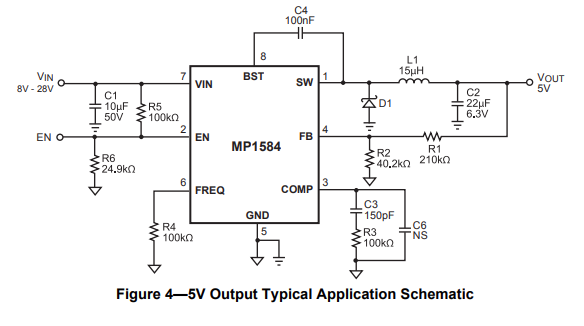 C4
100nF
8
BST
VIN
8V - 28V
7
VIN
SW
1
L1
15µH
VOUT
5V
C1
10µF
50V
R5
100kΩ
D1
C2
22µF
6.3V
EN
2
EN
MP1584
FB
4
R1
210kΩ
R6
24.9kΩ
R2
40.2kΩ
6
FREQ
COMP
3
GND
5
R4
100kΩ
C3
150pF
R3
100kΩ
C6
NS
Figure 4—5V Output Typical Application Schematic